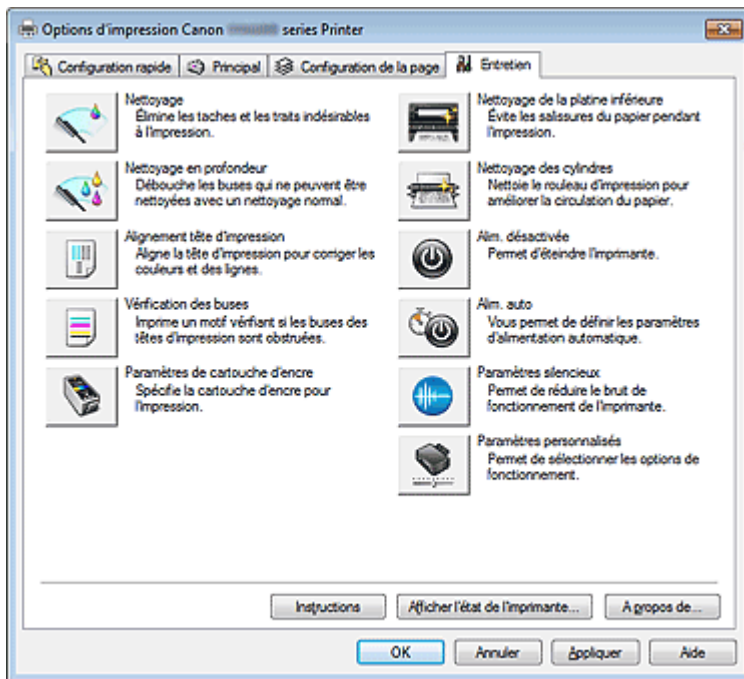 Options d'impression Canon series Printer
Configuration rapide
Principal
Configuration de la page
Entretien
Nettoyage
Élimine les taches et les traits indésirables
à l'impression.
Nettoyage en profondeur
Débouche les buses qui ne peuvent être
nettoyées avec un nettoyage normal.
Alignement tête d'impression
Aligne la tête d'impression pour corriger les
couleurs et des lignes.
Vérification des buses
Imprime un motif vérifiant si les buses des
têtes d'impression sont obstruées.
Paramètres de cartouche d'encre
Spécifie la cartouche d'encre pour
l'impression.
Nettoyage de la platine inférieure
Évite les salissures du papier pendant
l'impression.
Nettoyage des cylindres
Nettoie le rouleau d'impression pour
améliorer la circulation du papier.
Alim. désactivée
Permet d'éteindre l'imprimante.
Alim. auto
Vous permet de définir les paramètres
d'alimentation automatique.
Paramètres silencieux
Permet de réduire le bruit de
fonctionnement de l'imprimante.
Paramètres personnalisés
Permet de sélectionner les options de
fonctionnement.
Instructions
Afficher l'état de l'imprimante...
A propos de...
OK
Annuler
Appliquer
Aide